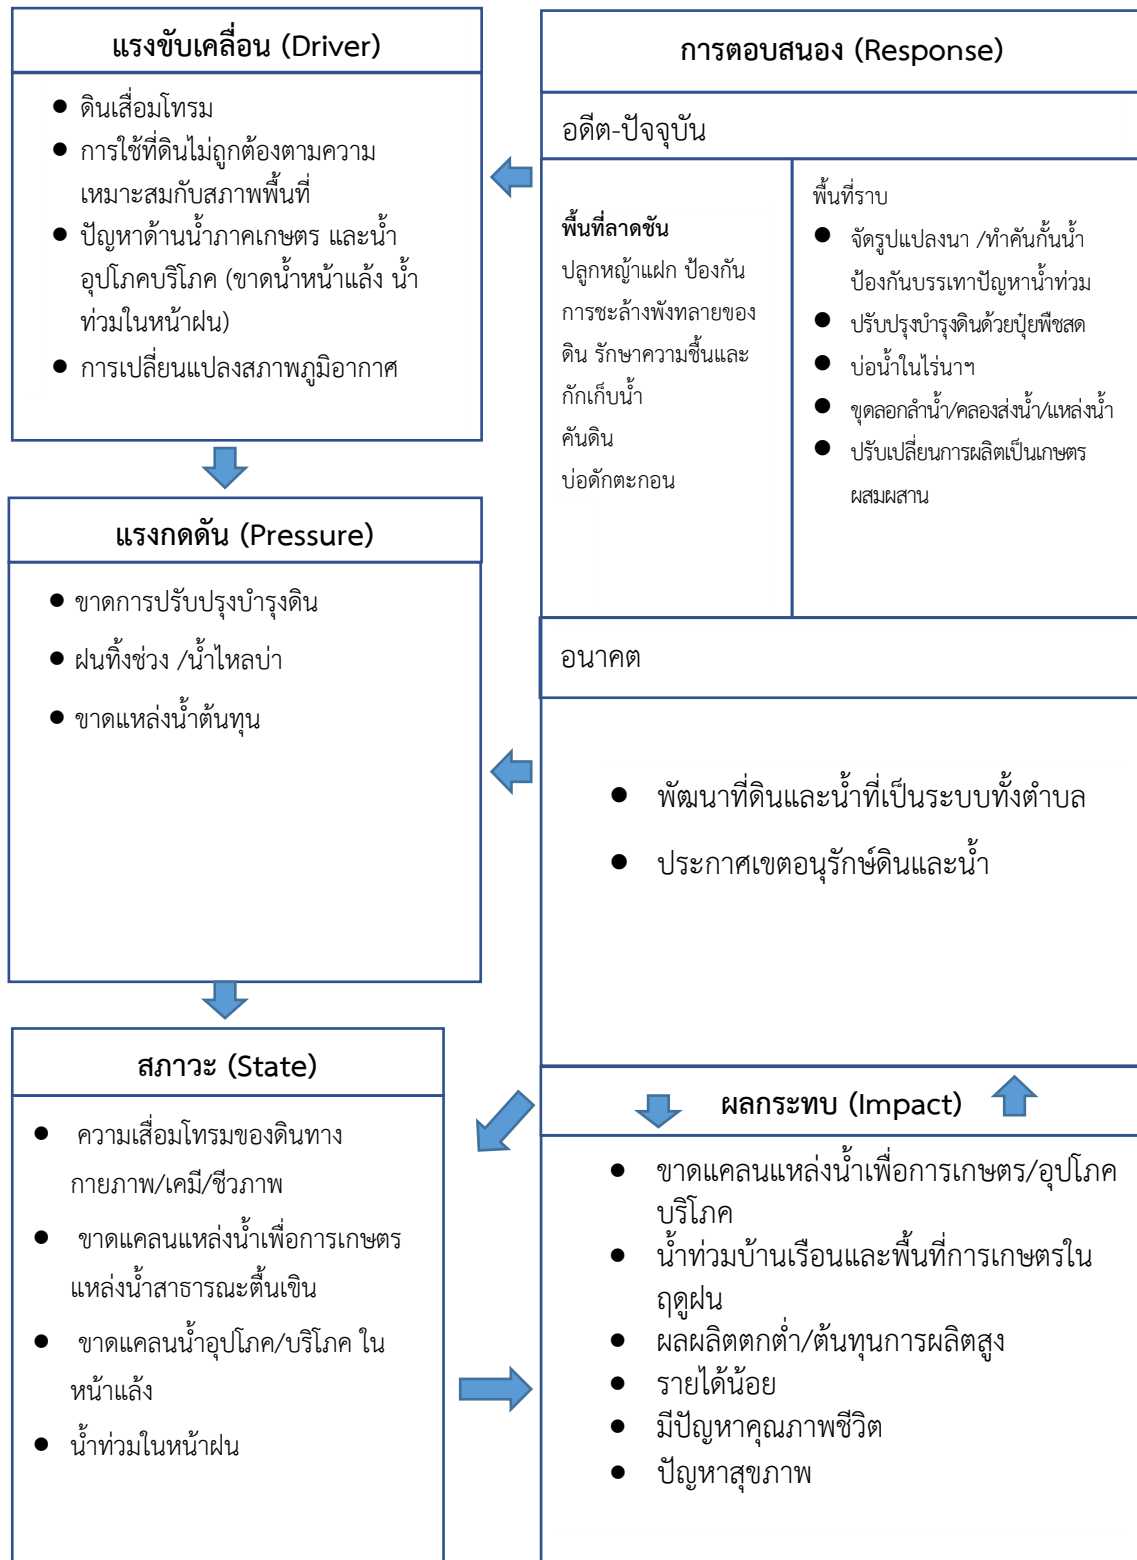 แรงขับเคลื่อน (Driver)
● ดินเสื่อมโทรม
● การใช้ที่ดินไม่ถูกต้องตามความ
เหมาะสมกับสภาพพื้นที่
● ปัญหาด้านน้ำภาคเกษตร และน้ำ
อุปโภคบริโภค (ขาดน้ำหน้าแล้ง น้ำ
ท่วมในหน้าฝน)
● การเปลี่ยนแปลงสภาพภูมิอากาศ
แรงกดดัน (Pressure)
● ขาดการปรับปรุงบำรุงดิน
● ฝนทิ้งช่วง /น้ำไหลบ่า
● ขาดแหล่งน้ำต้นทุน
สภาวะ (State)
● ความเสื่อมโทรมของดินทาง
กายภาพ/เคมี/ชีวภาพ
● ขาดแคลนแหล่งน้ำเพื่อการเกษตร
แหล่งน้ำสาธารณะตื้นเขิน
● ขาดแคลนน้ำอุปโภค/บริโภค ใน
หน้าแล้ง
● น้ำท่วมในหน้าฝน
การตอบสนอง (Response)
อดีต-ปัจจุบัน
พื้นที่ลาดชัน
ปลูกหญ้าแฝก ป้องกัน
การชะล้างพังทลายของ
ดิน รักษาความชื้นและ
กักเก็บน้ำ
คันดิน
บ่อดักตะกอน
พื้นที่ราบ
● จัดรูปแปลงนา /ทำคันกั้นน้ำ
ป้องกันบรรเทาปัญหาน้ำท่วม
● ปรับปรุงบำรุงดินด้วยปุ๋ยพืชสด
● บ่อน้ำในไร่นาฯ
● ขุดลอกลำน้ำ/คลองส่งน้ำ/แหล่งน้ำ
● ปรับเปลี่ยนการผลิตเป็นเกษตร
ผสมผสาน
อนาคต
● พัฒนาที่ดินและน้ำที่เป็นระบบทั้งตำบล
● ประกาศเขตอนุรักษ์ดินและน้ำ
ผลกระทบ (Impact)
● ขาดแคลนแหล่งน้ำเพื่อการเกษตร/อุปโภค
บริโภค
● น้ำท่วมบ้านเรือนและพื้นที่การเกษตรใน
ฤดูฝน
● ผลผลิตตกต่ำ/ต้นทุนการผลิตสูง
● รายได้น้อย
● มีปัญหาคุณภาพชีวิต
● ปัญหาสุขภาพ